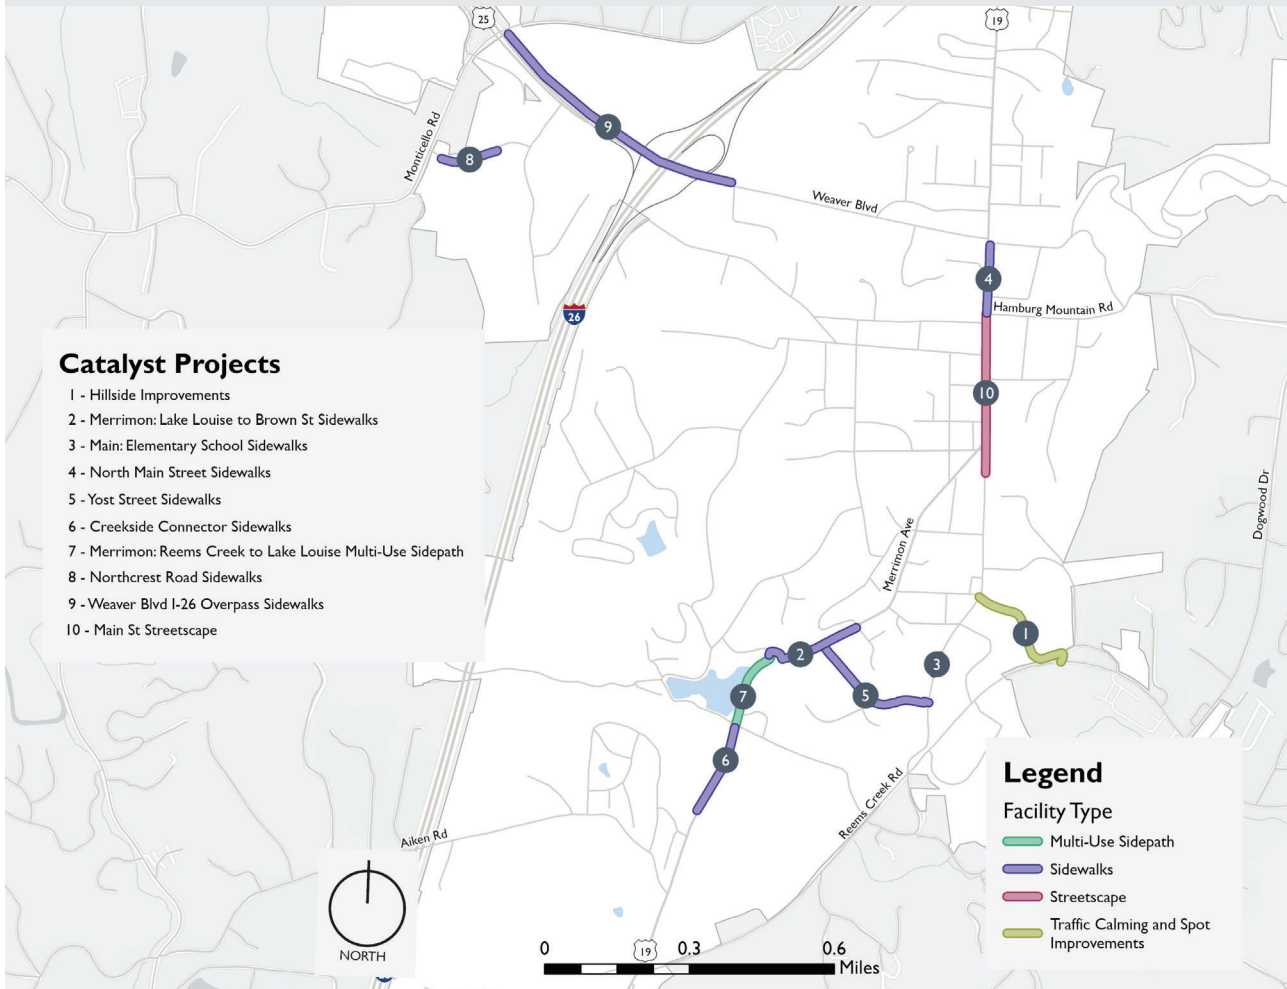 25
19
Monticello Rd
9
8
Weaver Blvd
4
Hamburg Mountain Rd
26
10
Catalyst Projects
1 - Hillside Improvements
2 - Merrimon: Lake Louise to Brown St Sidewalks
3 - Main: Elementary School Sidewalks
4 - North Main Street Sidewalks
5 - Yost Street Sidewalks
6 - Creekside Connector Sidewalks
7 - Merrimon: Reems Creek to Lake Louise Multi-Use Sidepath
8 - Northcrest Road Sidewalks
9 - Weaver Blvd I-26 Overpass Sidewalks
10 - Main St Streetscape
Dogwood Dr
Merrimon Ave
1
2
3
7
5
6
Reems Creek Rd
Aiken Rd
Legend
Facility Type
Multi-Use Sidepath
Sidewalks
Streetscape
Traffic Calming and Spot
Improvements
NORTH
0
19
0.3
0.6
Miles